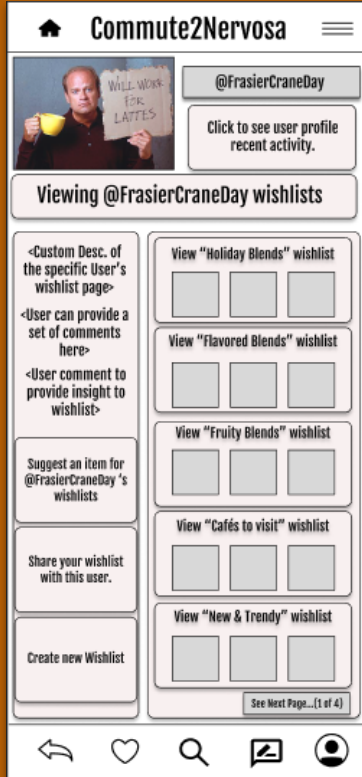 Commute2Nervosa
WILL WORK
FOR
LATTES
@FrasierCraneDay
Click to see user profile
recent activity.
Viewing @FrasierCraneDay wishlists
<Custom Desc. of
the specific User's
wishlist page>
<User can provide a
set of comments
here>
<User comment to
provide insight to
wishlist>
Suggest an item for
@FrasierCraneDay 's
wishlists
Share your wishlist
with this user.
Create new Wishlist
View "Holiday Blends" wishlist
View "Flavored Blends" wishlist
View "Fruity Blends" wishlist
View "Cafés to visit" wishlist
View "New & Trendy" wishlist
See Next Page...(1 of 4)